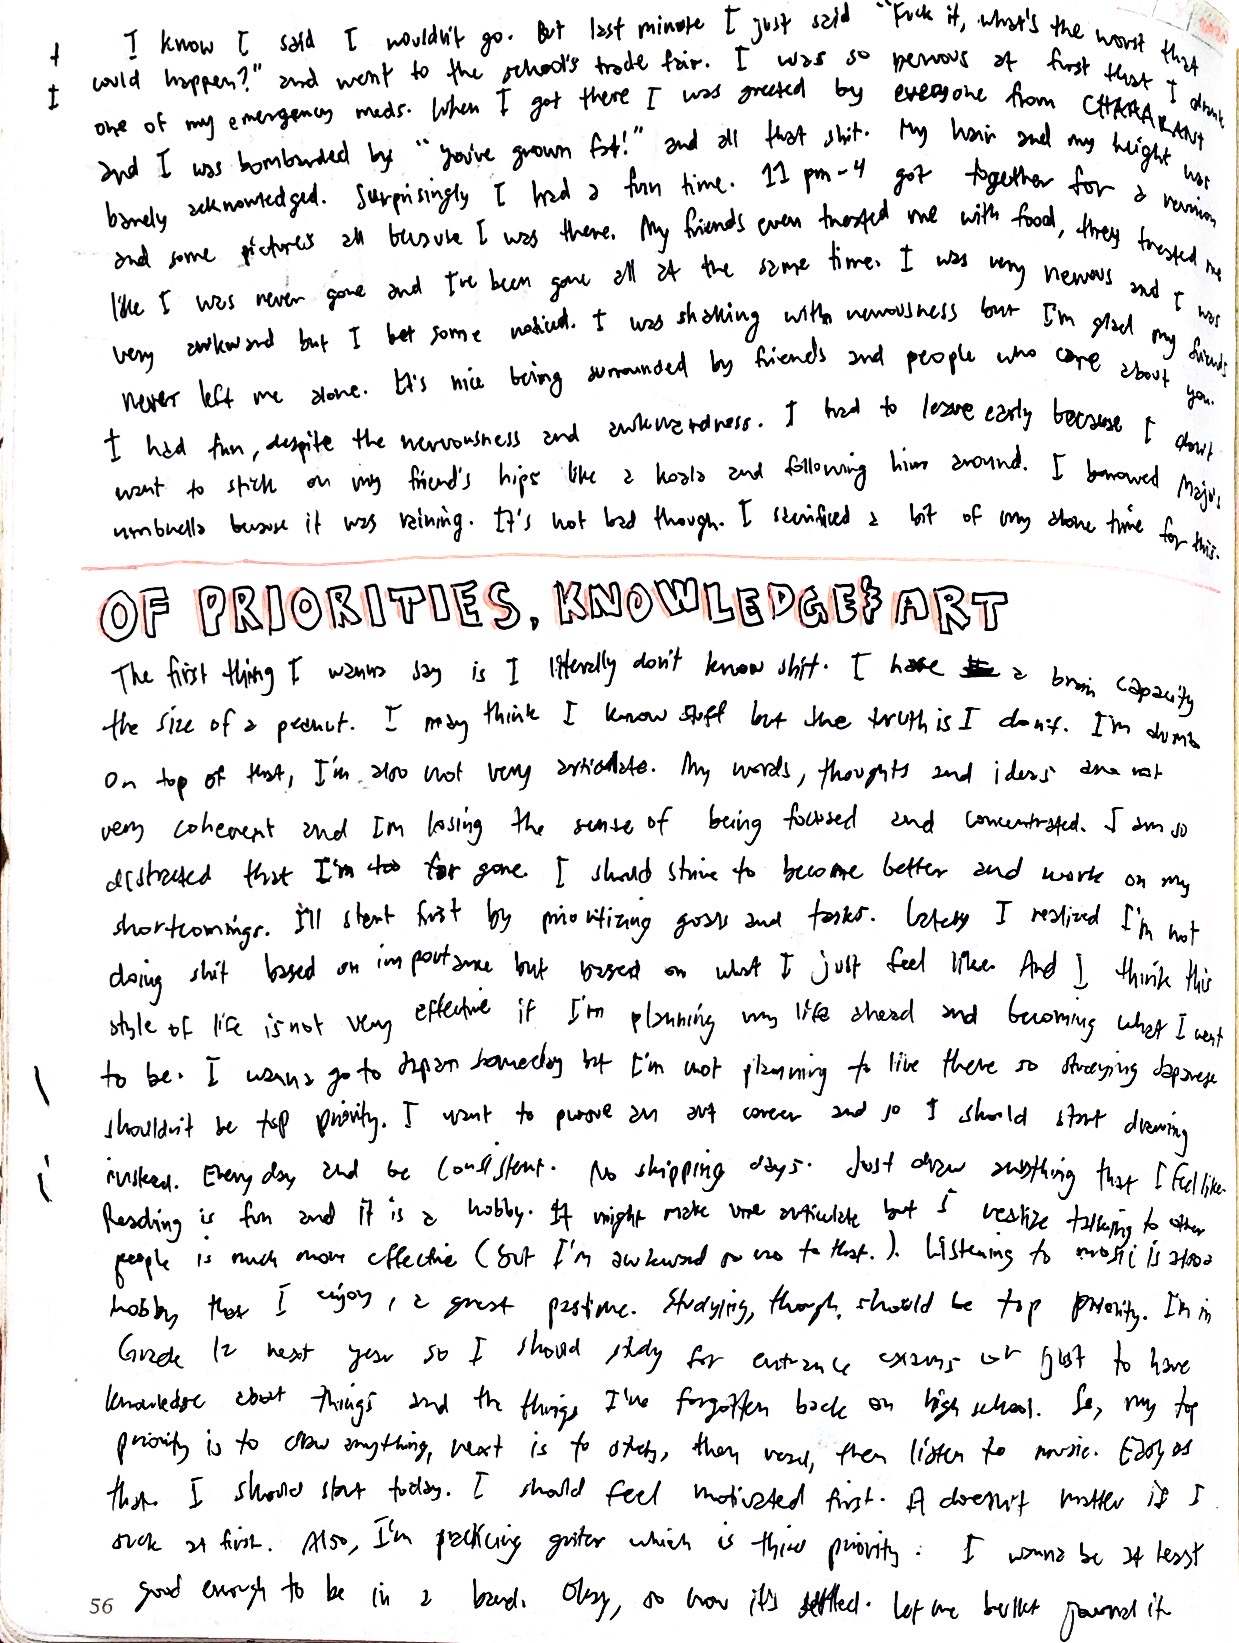 I know I said I wouldn't go. But last minute I just said "Fuck it, what's the worst that
could happen?" and went to the school's trade fair. I was so nervous at first that I drank
one of my emergency meds. When I got there I was greeted by everyone from
and I was bombarded by "you've grown fat!" and all that shit. My hair and my height was
barely acknowledged. Surprisingly I had a fun time. 11 pm-4 got together for a reunion
and some pictures all because I was there. My friends even treated me with food, they treated me
like I was never gone and I've been gone all at the same time. I was very nervous and I was
very awkward but I bet some noticed. I was shaking with nervousness but I'm glad my friends
never left me alone. It's nice being surrounded by friends and people who care about you.
I had fun, despite the nervousness and awkwardness. I had to leave early because I don't
want to stick on my friend's hips like a koala and following him around. I borrowed Maju's
umbrella because it was raining. It's not bad though. I sacrificed a bit of my alone time for this.
OF PRIORITIES, KNOWLEDGE & ART
The first thing I wanna say is I literally don't know shit. I have a brain capacity
the size of a peanut. I may think I know stuff but the truth is I don't. I'm dumb
On top of that, I'm also not very articulate. My words, thoughts and ideas are not
very coherent and I'm losing the sense of being focused and concentrated. I am so
distracted that I'm too far gone. I should strive to become better and work on my
shortcomings. I'll start first by prioritizing goals and tasks. Lately I realized I'm not
doing shit based on importance but based on what I just feel like. And I think this
style of life is not very effective if I'm planning my life ahead and becoming what I want
to be. I wanna go to Japan someday but I'm not planning to live there so studying Japanese
shouldn't be top priority. I want to pursue an art career and so I should start drawing
instead. Everyday and be consistent. No skipping days. Just draw anything that I feel like.
Reading is fun and it is a hobby. It might make me articulate but I realize talking to other
people is much more effective (but I'm awkward so no to that.). Listening to music is also a
hobby that I enjoy, a great pastime. Studying, though, should be top priority. I'm in
Grade 12 next year so I should study for entrance exams or just to have
knowledge about things and the things I've forgotten back on high school. So, my top
priority is to draw anything, next is to study, then read, then listen to music. Easy as
that. I should start today. I should feel motivated first. It doesn't matter if I
suck at first. Also, I'm practicing guitar which is third priority. I wanna be at least
good enough to be in a band. Okay, so now it's settled. Let me bullet journal it
56